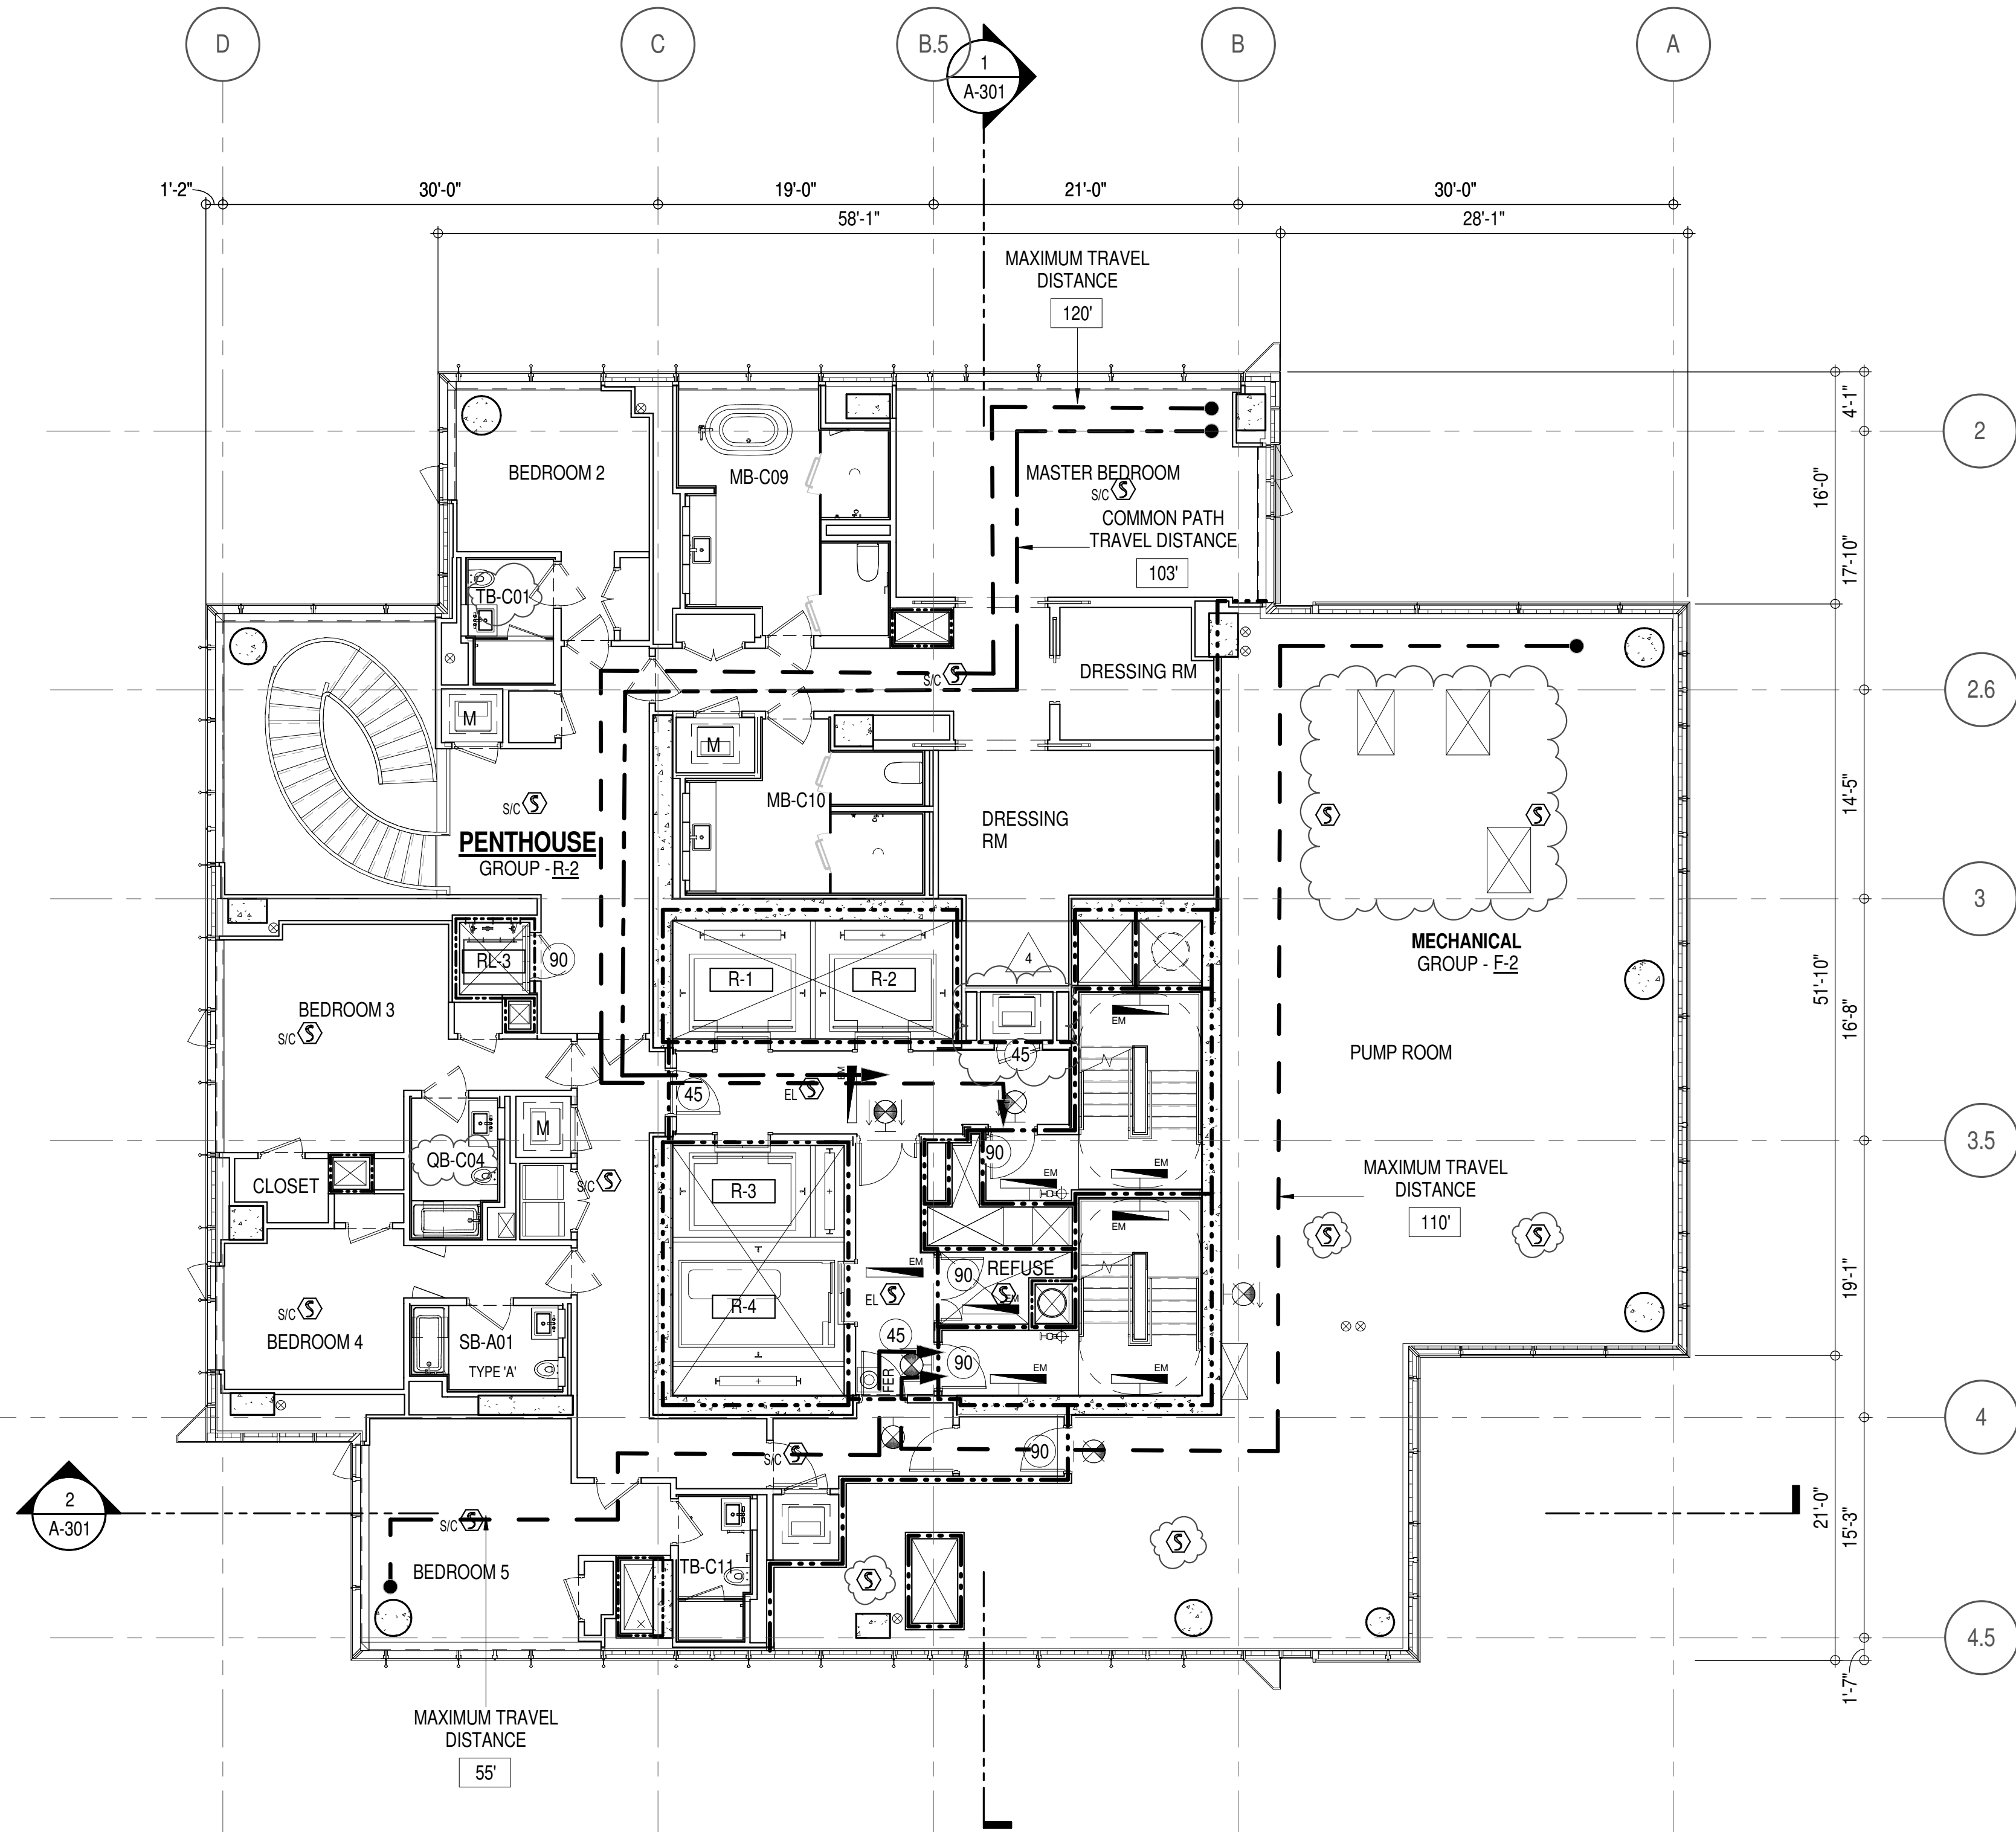 D
C
B.5
B
A
1
A-301
1'-2"
30'-0"
19'-0"
21'-0"
30'-0"
58'-1"
28'-1"
MAXIMUM TRAVEL
DISTANCE
120'
4'-1"
2
BEDROOM 2
MB-C09
MASTER BEDROOM
S/C S
16'-0"
COMMON PATH
TRAVEL DISTANCE
103'
17'-10"
TB-C01
S/C S
DRESSING RM
2.6
M
M
MB-C10
S/C S
DRESSING
RM
S
S
14'-5"
PENTHOUSE
GROUP - R-2
3
MECHANICAL
GROUP - F-2
RL-3
90
R-1
R-2
4
51'-10"
BEDROOM 3
S/C S
EM
16'-8"
PUMP ROOM
45
45
EM
EL S
M
QB-C04
90
3.5
CLOSET
S/C S
R-3
EM
EM
MAXIMUM TRAVEL
DISTANCE
110'
EM
S
S
EM
90
REFUSE
S
EM
EL S
R-4
19'-1"
S/C S
BEDROOM 4
SB-A01
TYPE 'A'
45
90
FER
EM
EM
4
S/C S
90
2
A-301
S/C S
21'-0"
15'-3"
BEDROOM 5
TB-C11
S
S
4.5
1'-7"
MAXIMUM TRAVEL
DISTANCE
55'